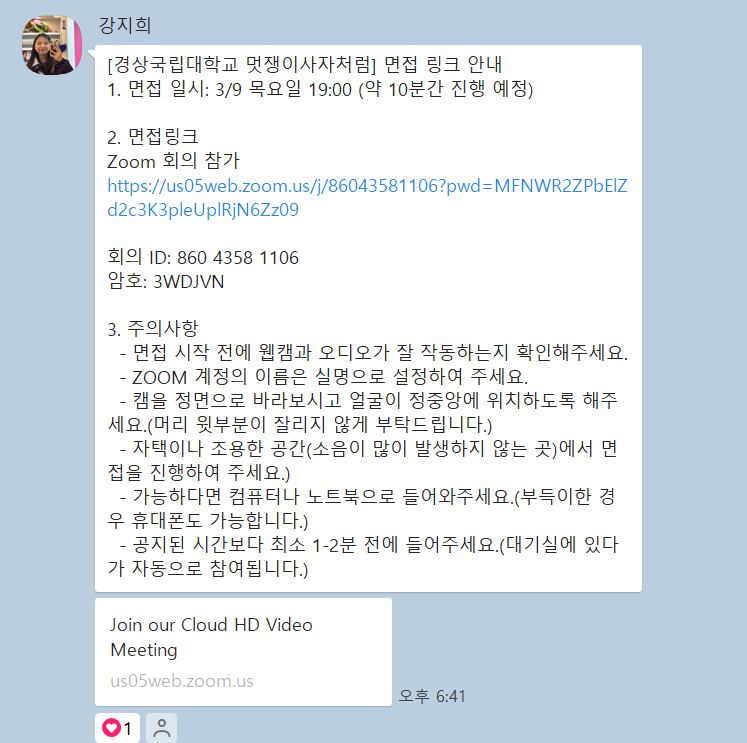 강지희
[경상국립대학교 멋쟁이사자처럼] 면접 링크 안내
1. 면접 일시: 3/9 목요일 19:00 (약 10분간 진행 예정)
2. 면접링크
Zoom 회의 참가
https://us05web.zoom.us/j/86043581106?pwd=MFNWR2ZPbElZ
d2c3K3pleUplRjN6Zz09
회의 ID: 860 4358 1106
암호: 3WDJVN
3. 주의사항
- 면접 시작 전에 웹캠과 오디오가 잘 작동하는지 확인해주세요.
- ZOOM 계정의 이름은 실명으로 설정하여 주세요.
- 캠을 정면으로 바라보시고 얼굴이 정중앙에 위치하도록 해주
세요.(머리 윗부분이 잘리지 않게 부탁드립니다.)
- 자택이나 조용한 공간(소음이 많이 발생하지 않는 곳)에서 면
접을 진행하여 주세요.)
- 가능하다면 컴퓨터나 노트북으로 들어와주세요.(부득이한 경
우 휴대폰도 가능합니다.)
- 공지된 시간보다 최소 1-2분 전에 들어주세요.(대기실에 있다
가 자동으로 참여됩니다.)
Join our Cloud HD Video
Meeting
us05web.zoom.us
오후 6:41
1